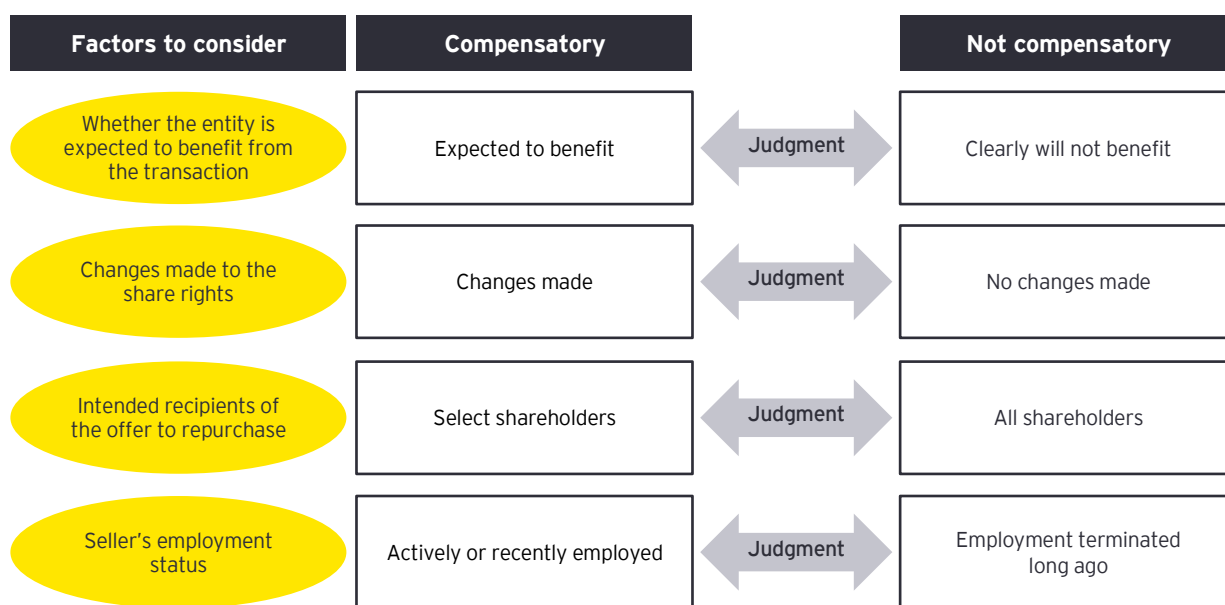 Factors to consider
Compensatory
Not compensatory
Whether the entity is
expected to benefit from
the transaction
Expected to benefit
Judgment
Clearly will not benefit
Changes made to the
share rights
Changes made
Judgment
No changes made
Intended recipients of
the offer to repurchase
Select shareholders
Judgment
All shareholders
Seller's employment
status
Actively or recently employed
Judgment
Employment terminated
long ago